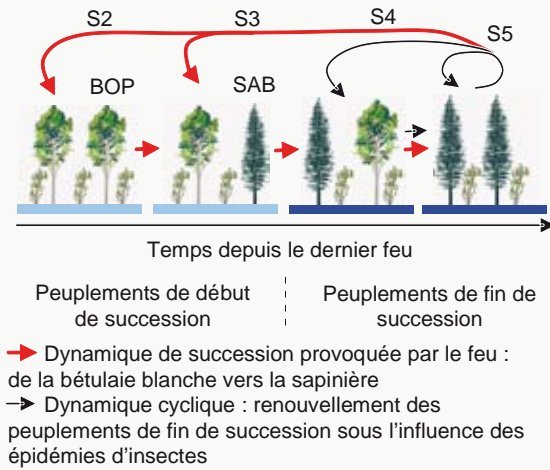 S2 S3 S4 S5
BOP SAB
Temps depuis le dernier feu
Peuplements de début
de succession
Peuplements de fin de
succession
Dynamique de succession provoquée par le feu :
de la bétulaie blanche vers la sapinière
Dynamique cyclique : renouvellement des
peuplements de fin de succession sous l'influence des
épidémies d'insectes